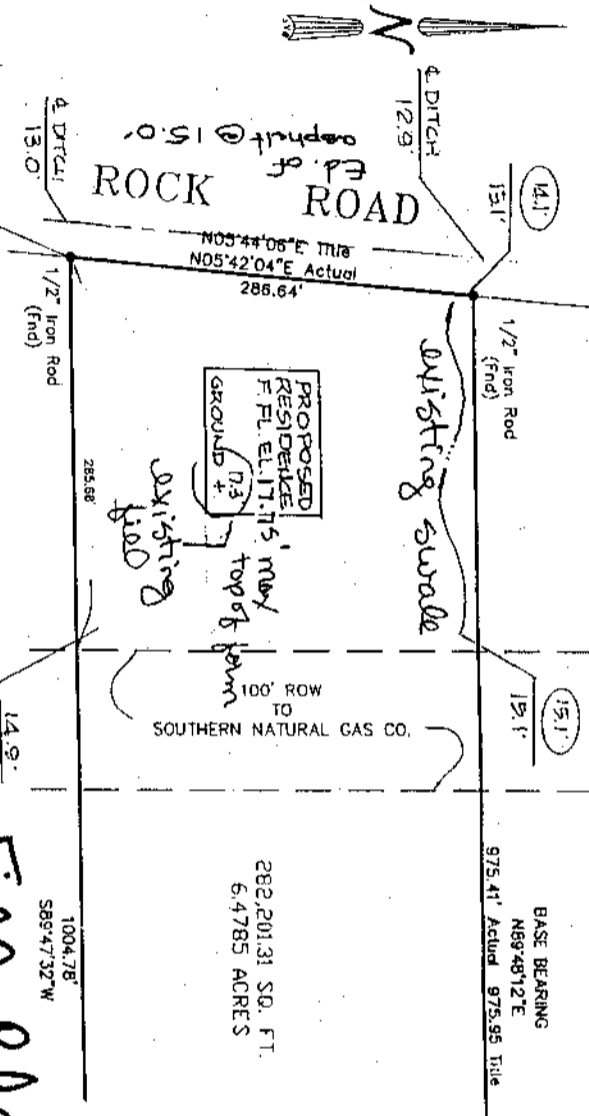 N
ROCK ROAD
Ed. of
asphalt @ 15.0'
℄ DITCH
12.9'
℄ DITCH
13.0'
14.1'
15.1'
N05°44'06"E Title
N05°42'04"E Actual
286.64'
1/2" Iron Rod
(Fnd)
1/2" Iron Rod
(Fnd)
existing swale
PROPOSED
RESIDENCE
F. FL. EL. 17.75' max
GROUND +
17.3
top of form
existing
field
285.68'
100' ROW
TO
SOUTHERN NATURAL GAS CO.
15.1'
15.1'
14.9'
BASE BEARING
N89°48'12"E
975.41' Actual 975.95 Title
282,201.31 SQ. FT.
6.4785 ACRES
1004.78'
S89°47'32"W